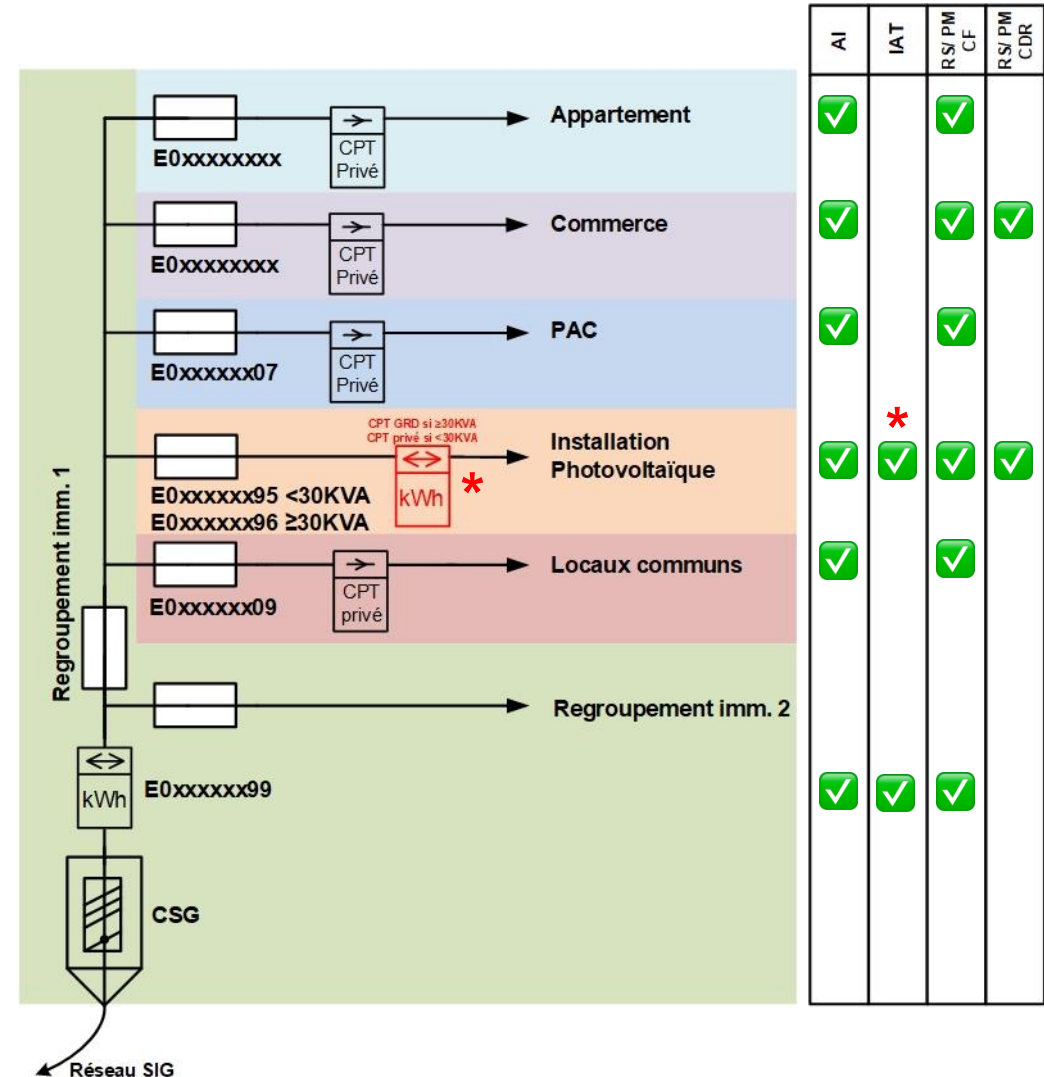 AI
IAT
RS/ PM
CF
RS/ PM
CDR
Appartement
CPT
Privé
E0xxxxxxxx
Commerce
CPT
Privé
E0xxxxxxxx
PAC
CPT
Privé
E0xxxxxx07
CPT GRD si ≥30KVA
CPT privé si <30KVA
*
Installation
Photovoltaïque
kWh
*
E0xxxxxx95 <30KVA
E0xxxxxx96 ≥30KVA
Locaux communs
CPT
privé
E0xxxxxx09
Regroupement imm. 1
Regroupement imm. 2
kWh
E0xxxxxx99
CSG
Réseau SIG